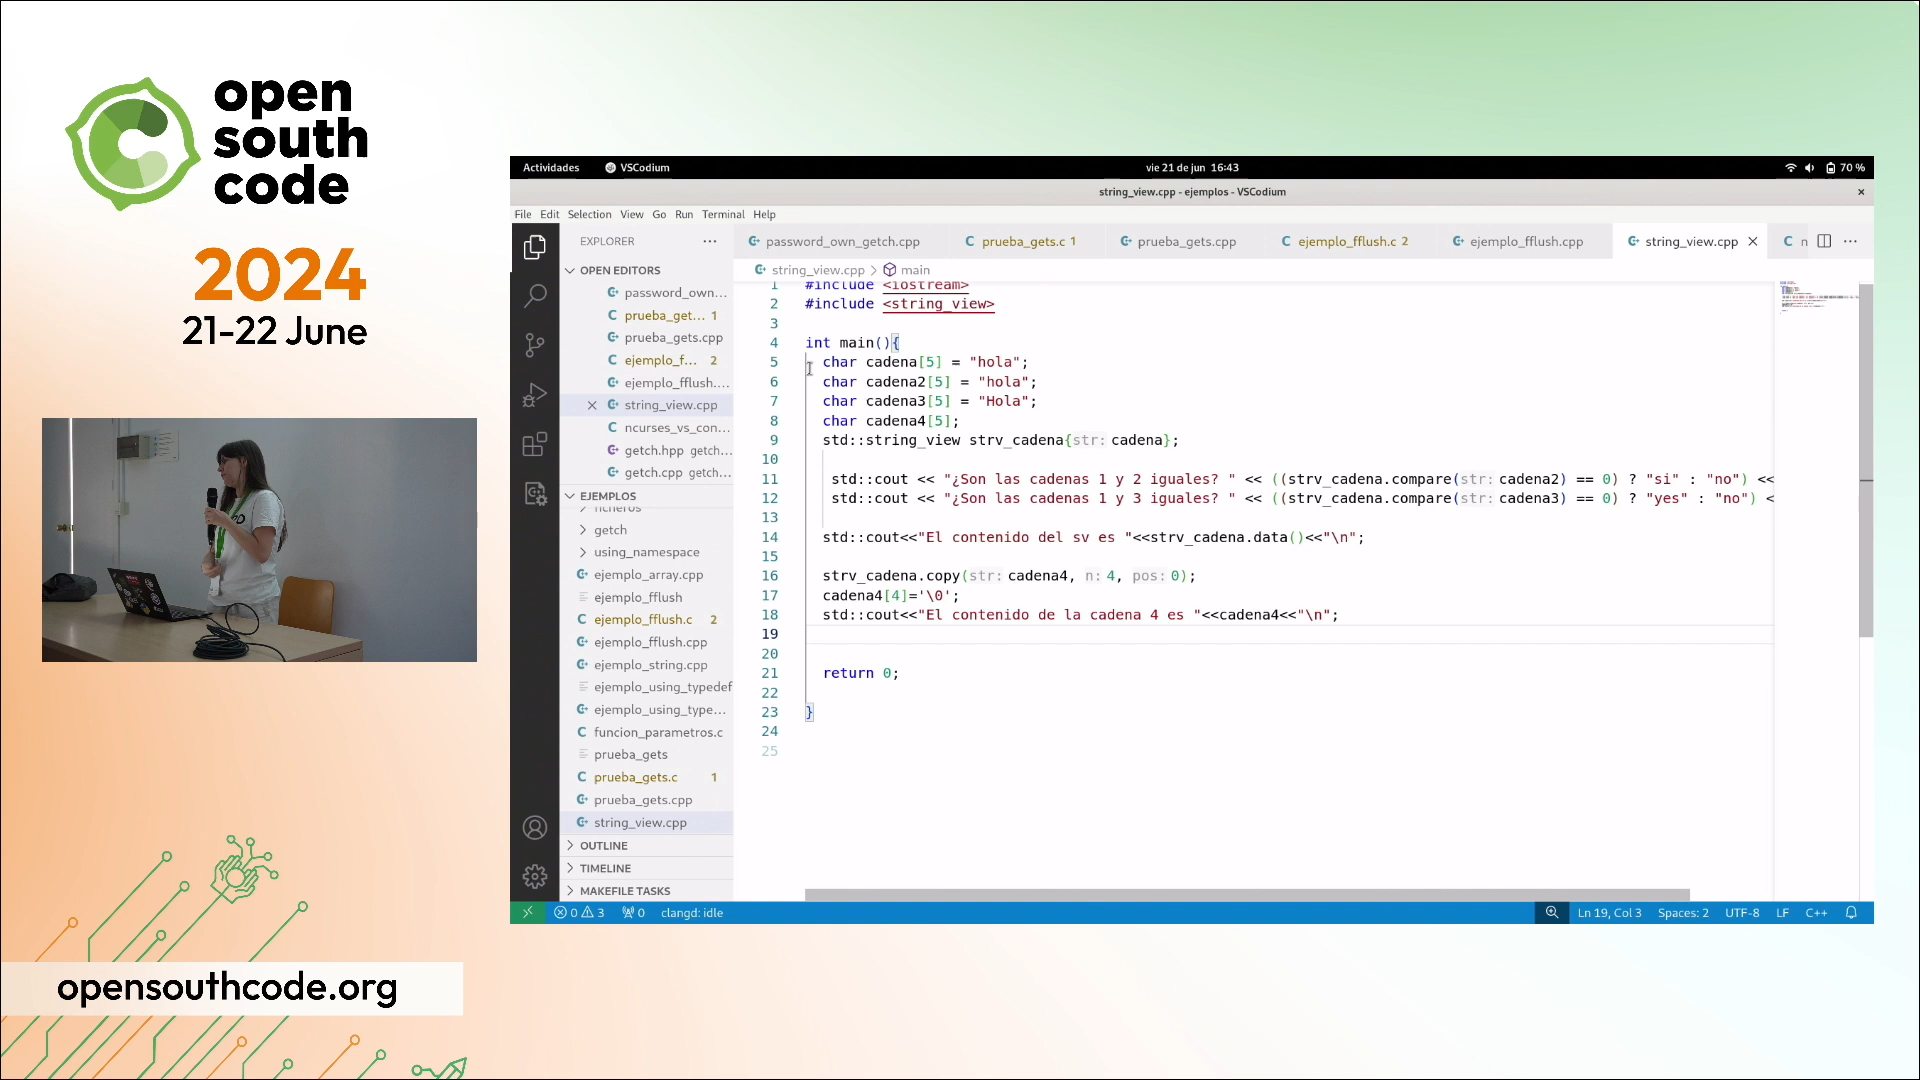 open
south
code
2024
21-22 June
opensouthcode.org
Actividades VSCodium vie 21 de jun 16:43 70 %
string_view.cpp - ejemplos - VSCodium
File Edit Selection View Go Run Terminal Help
EXPLORER
OPEN EDITORS
password_own...
prueba_get... 1
prueba_gets.cpp
ejemplo_f... 2
ejemplo_fflush....
string_view.cpp
ncurses_vs_con...
getch.hpp getch...
getch.cpp getch...
EJEMPLOS
ficheros
getch
using_namespace
ejemplo_array.cpp
ejemplo_fflush
ejemplo_fflush.c 2
ejemplo_fflush.cpp
ejemplo_string.cpp
ejemplo_using_typedef
ejemplo_using_type...
funcion_parametros.c
prueba_gets
prueba_gets.c 1
prueba_gets.cpp
string_view.cpp
OUTLINE
TIMELINE
MAKEFILE TASKS
password_own_getch.cpp prueba_gets.c 1 prueba_gets.cpp ejemplo_fflush.c 2 ejemplo_fflush.cpp string_view.cpp n
string_view.cpp > main
1 #include <iostream>
2 #include <string_view>
3
4 int main(){
5 char cadena[5] = "hola";
6 char cadena2[5] = "hola";
7 char cadena3[5] = "Hola";
8 char cadena4[5];
9 std::string_view strv_cadena{str: cadena};
10
11 std::cout << "¿Son las cadenas 1 y 2 iguales? " << ((strv_cadena.compare(str: cadena2) == 0) ? "si" : "no") <<
12 std::cout << "¿Son las cadenas 1 y 3 iguales? " << ((strv_cadena.compare(str: cadena3) == 0) ? "yes" : "no") <
13
14 std::cout<<"El contenido del sv es "<<strv_cadena.data()<<"\n";
15
16 strv_cadena.copy(str: cadena4, n: 4, pos: 0);
17 cadena4[4]='\0';
18 std::cout<<"El contenido de la cadena 4 es "<<cadena4<<"\n";
19
20
21 return 0;
22
23 }
24
25
0 3 0 clangd: idle Ln 19, Col 3 Spaces: 2 UTF-8 LF C++